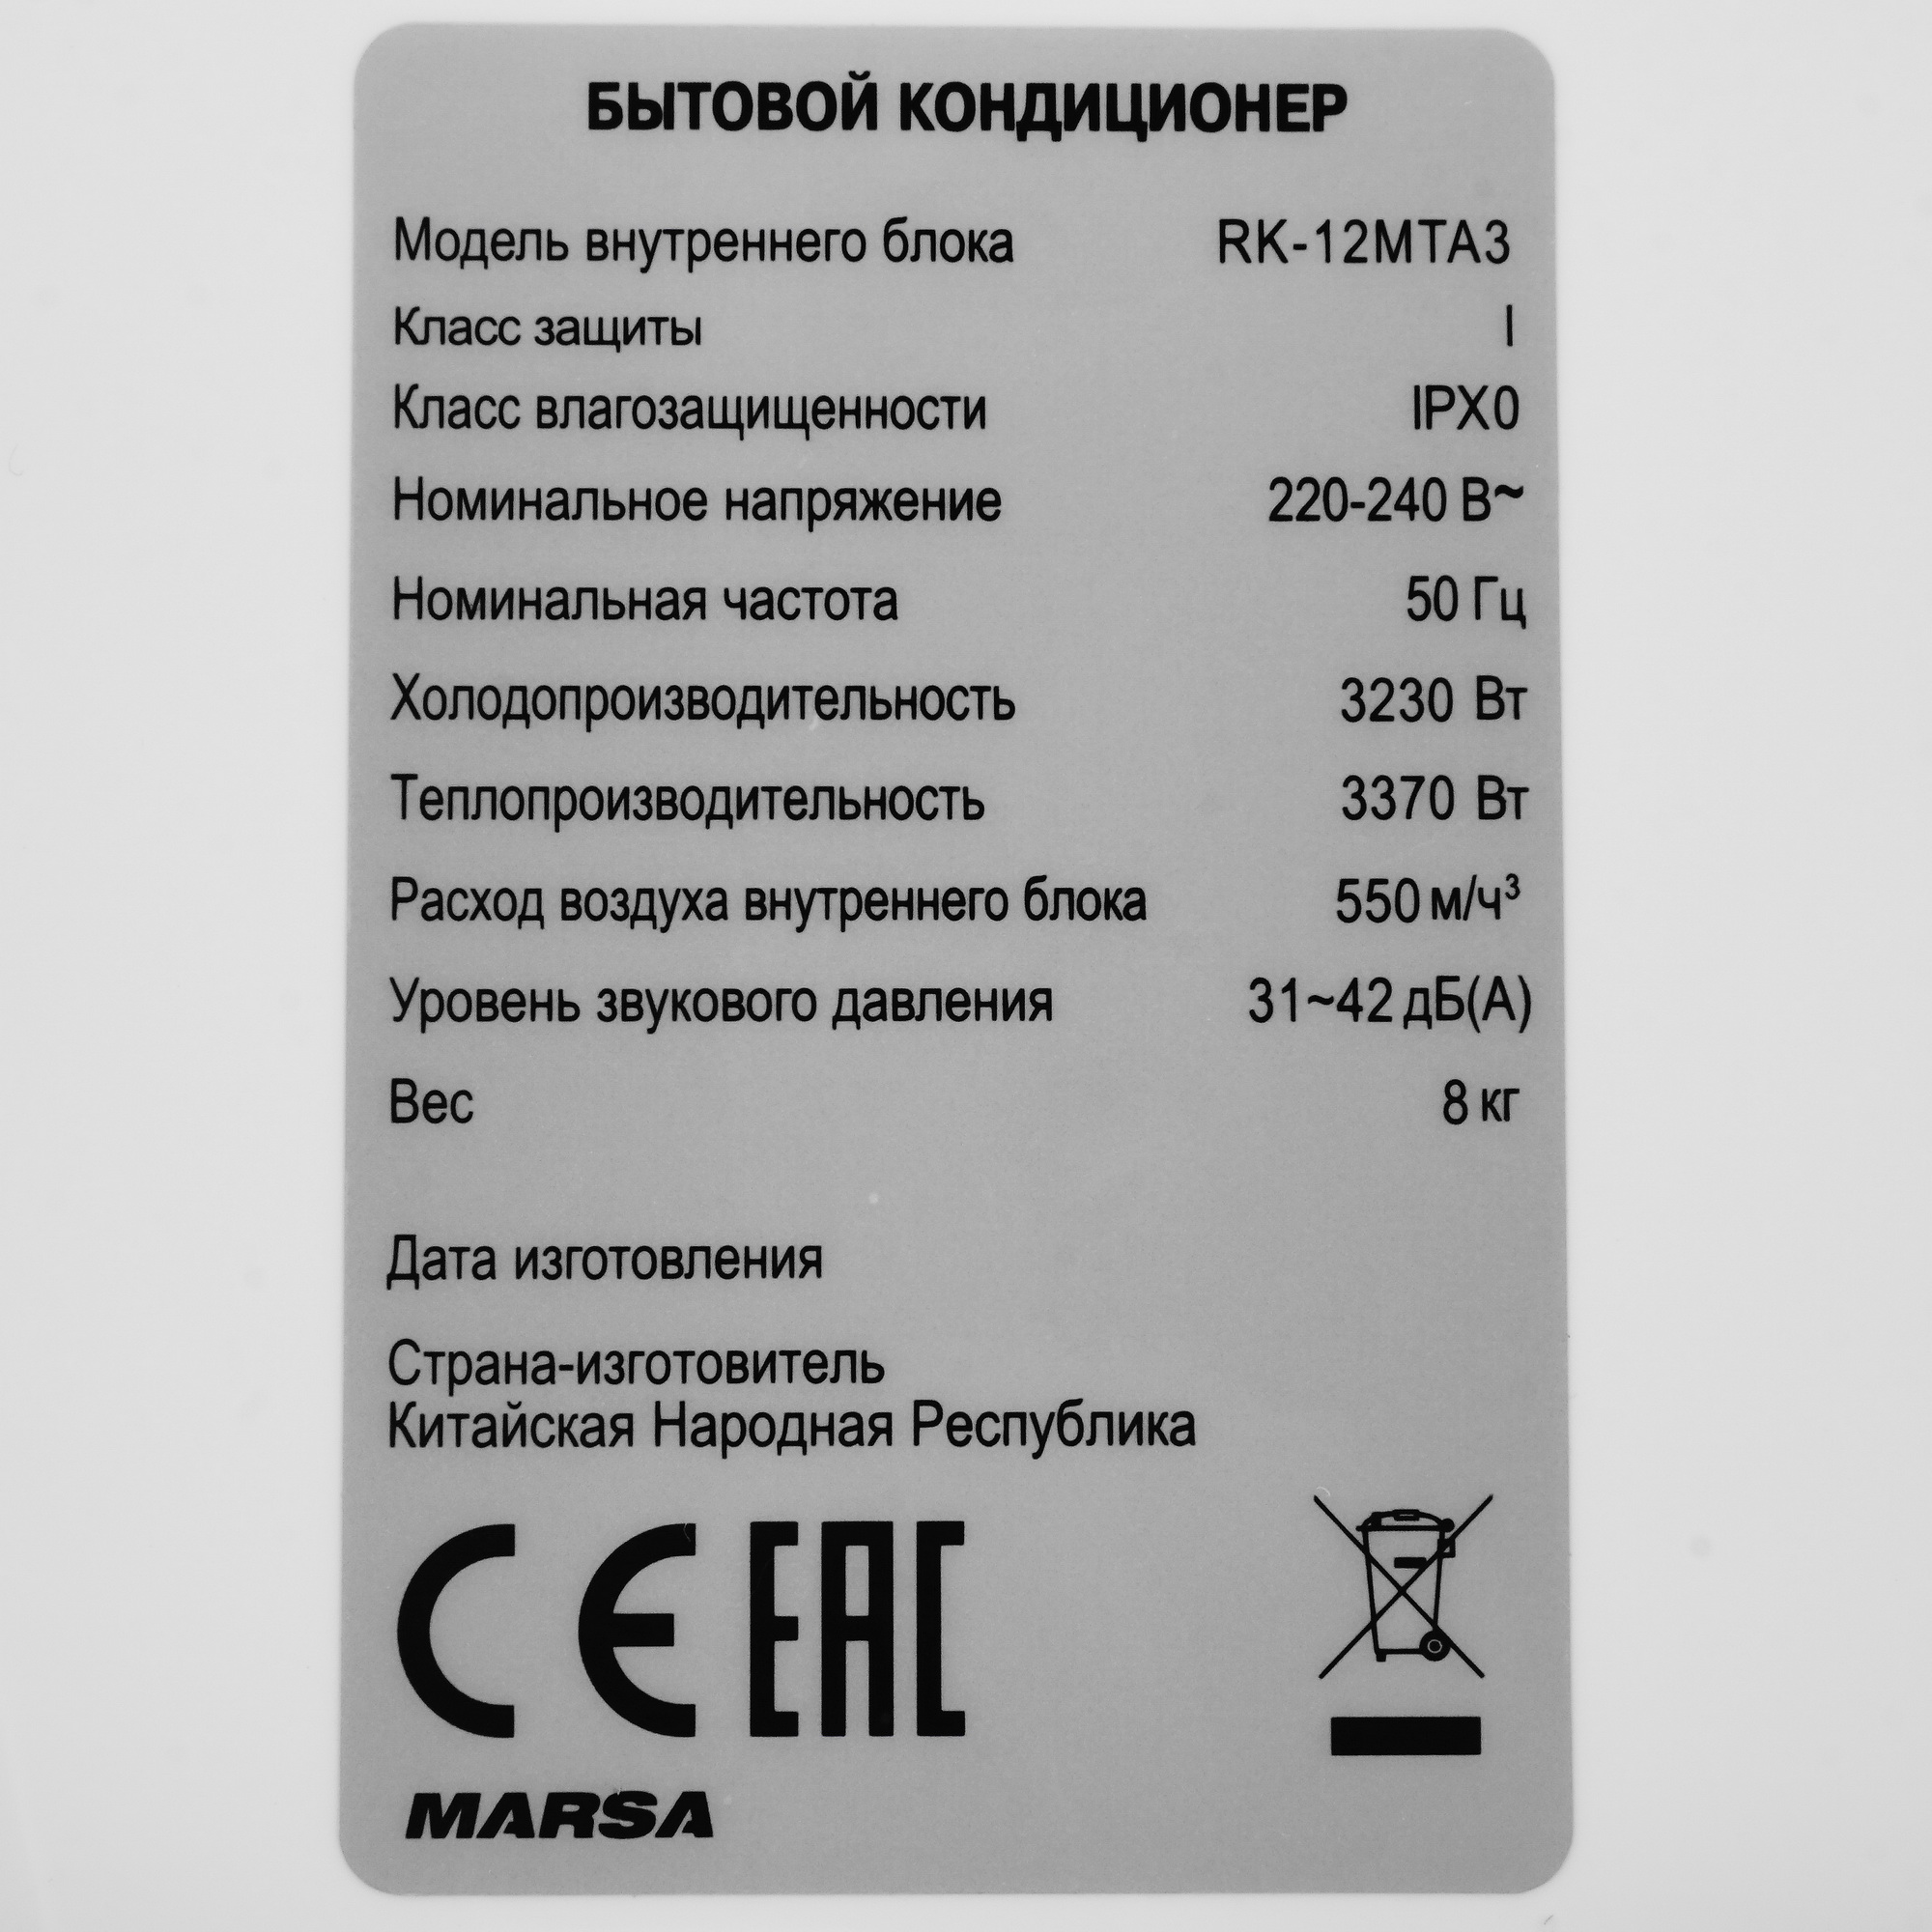 БЫТОВОЙ КОНДИЦИОНЕР
Модель внутреннего блока RK-12MTA3
Класс защиты I
Класс влагозащищенности IPX0
Номинальное напряжение 220-240 В~
Номинальная частота 50 Гц
Холодопроизводительность 3230 Вт
Теплопроизводительность 3370 Вт
Расход воздуха внутреннего блока 550 м/ч³
Уровень звукового давления 31~42 дБ(А)
Вес 8 кг
Дата изготовления
Страна-изготовитель
Китайская Народная Республика
CE EAC
MARSA